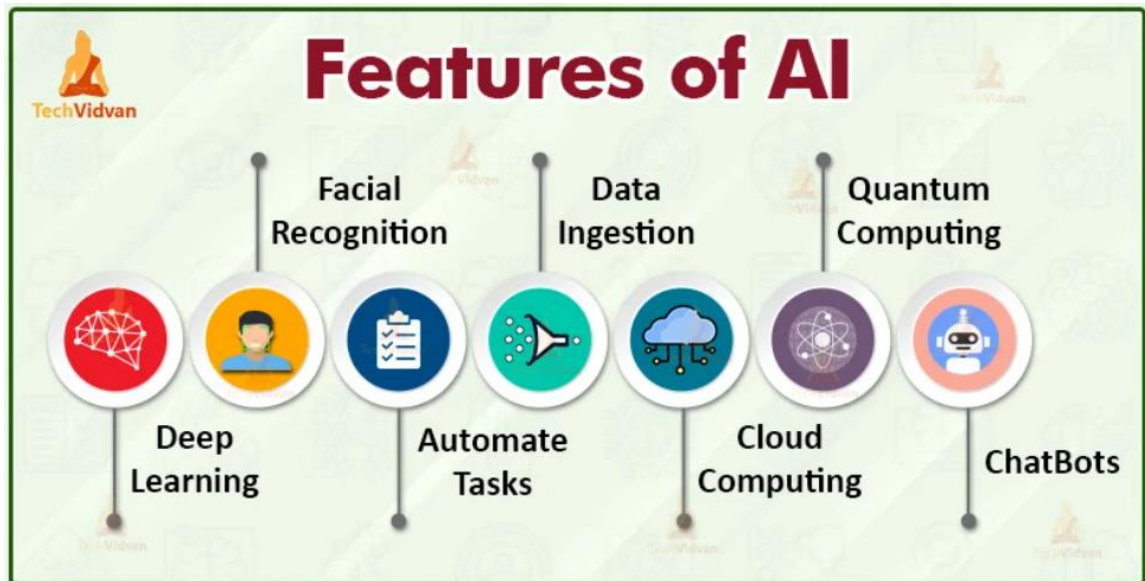 Features of AI
TechVidvan
Facial
Recognition
Data
Ingestion
Quantum
Computing
Deep
Learning
Automate
Tasks
Cloud
Computing
ChatBots